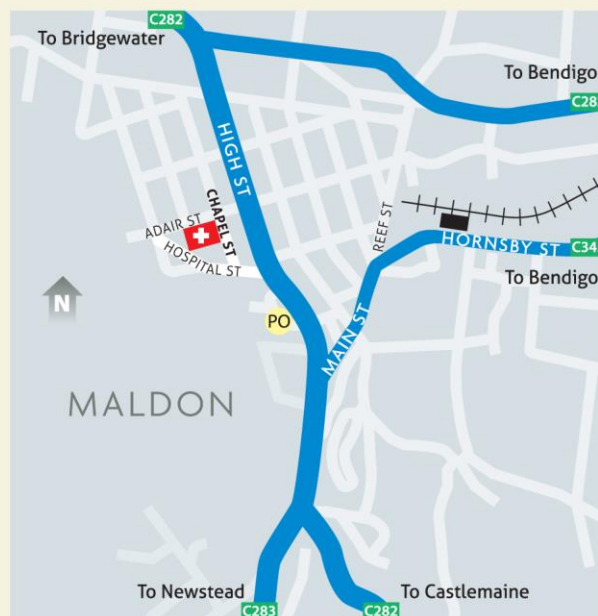 C282
To Bridgewater
To Bendigo
C28
HIGH ST
CHAPEL ST
ADAIR ST
HOSPITAL ST
REEF ST
HORNSBY ST
C34
To Bendigo
N
PO
MAIN ST
MALDON
To Newstead
To Castlemaine
C283
C282